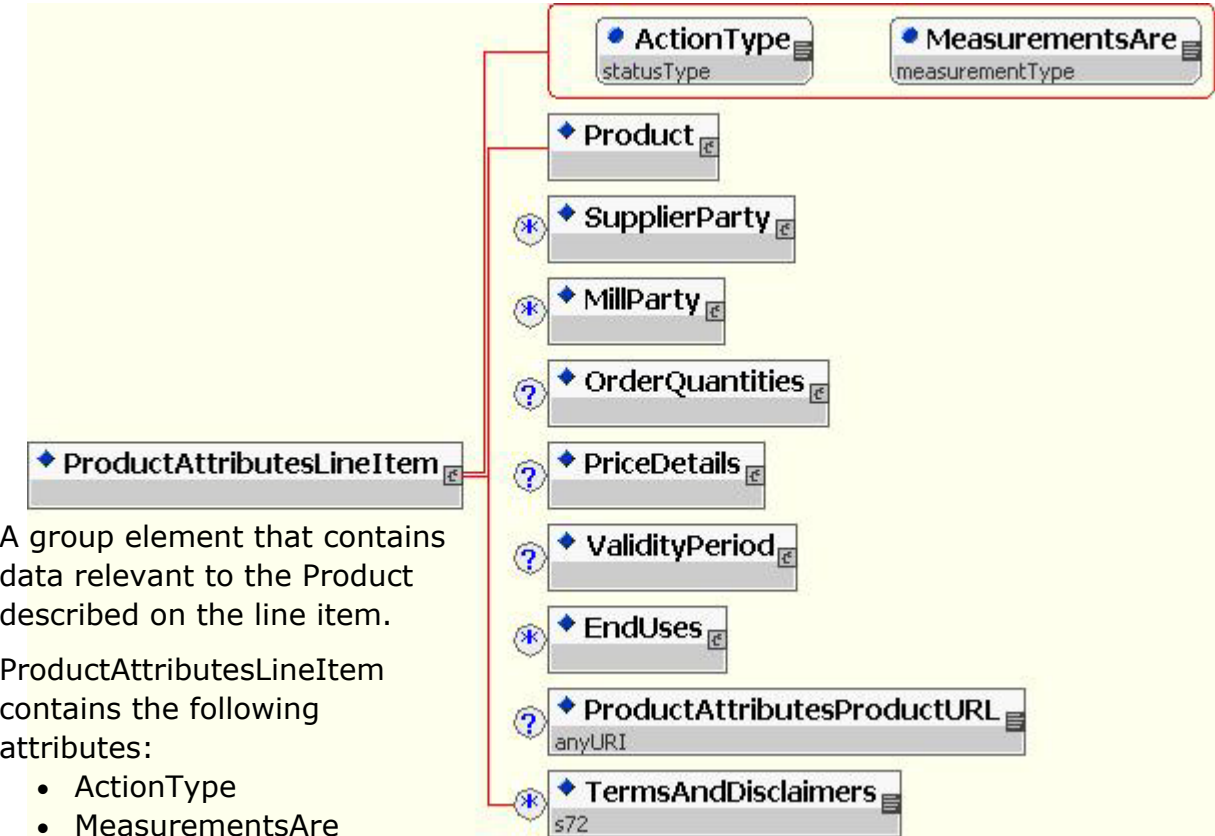 ActionType
statusType
MeasurementsAre
measurementType
Product
* SupplierParty
* MillParty
? OrderQuantities
? PriceDetails
? ValidityPeriod
* EndUses
? ProductAttributesProductURL
anyURI
* TermsAndDisclaimers
s72
ProductAttributesLineItem
A group element that contains
data relevant to the Product
described on the line item.
ProductAttributesLineItem
contains the following
attributes:
• ActionType
• MeasurementsAre